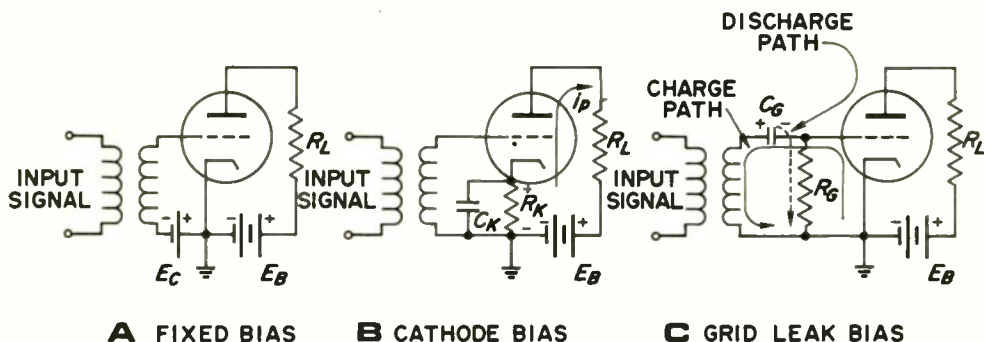 INPUT
SIGNAL
R_L
E_C
E_B
- +
- +
A FIXED BIAS
INPUT
SIGNAL
i_p
R_L
+
R_K
C_K
-
- +
E_B
B CATHODE BIAS
DISCHARGE
PATH
CHARGE
PATH
C_G
+ -
INPUT
SIGNAL
R_G
R_L
- +
E_B
C GRID LEAK BIAS